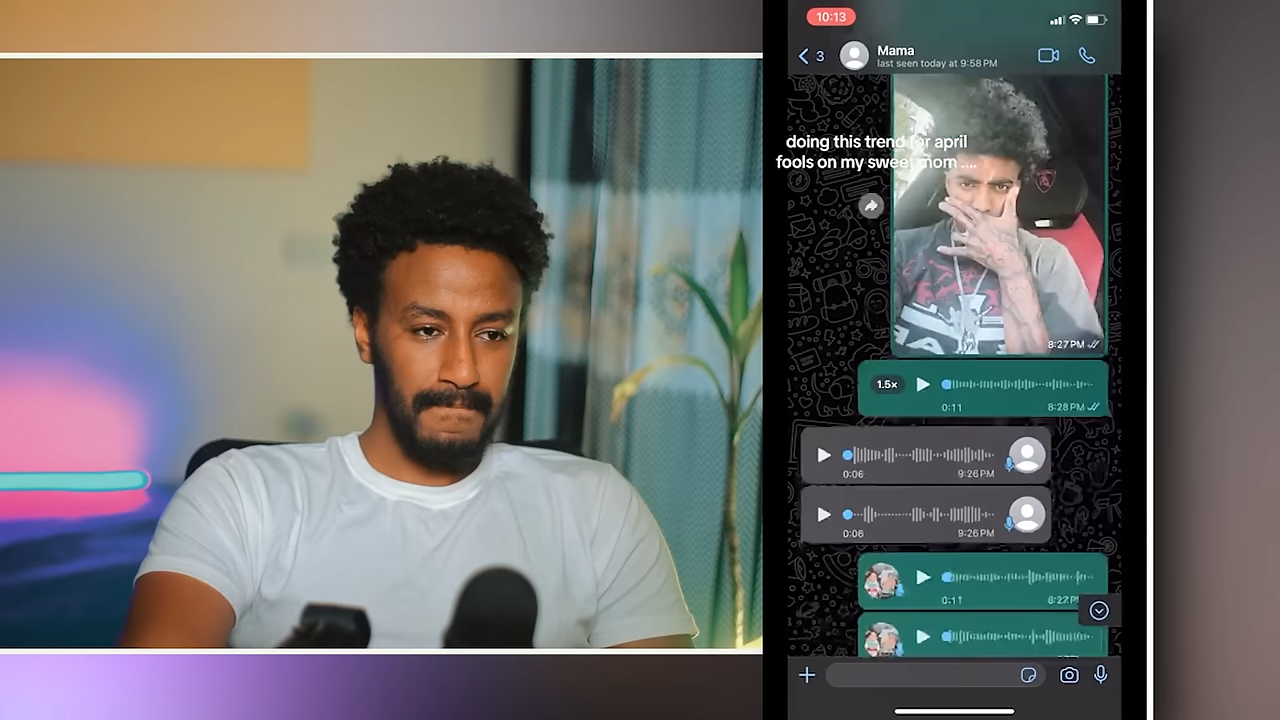 10:13
3
Mama
last seen today at 9:58 PM
doing this trend for april
fools on my sweet mom ....
8:27 PM
1.5x
0:11
8:28 PM
0:06
9:26 PM
0:06
9:26 PM
0:11
8:27 PM